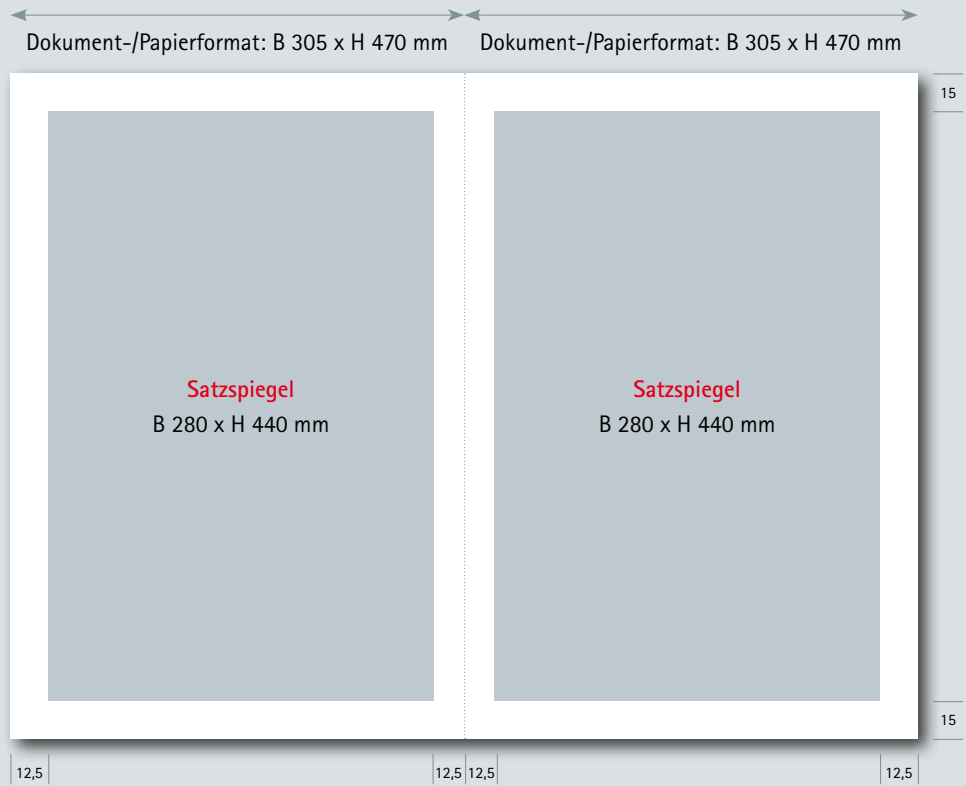 Dokument-/Papierformat: B 305 x H 470 mm Dokument-/Papierformat: B 305 x H 470 mm
15
Satzspiegel Satzspiegel
B 280 x H 440 mm B 280 x H 440 mm
15
12,5 12,5 12,5 12,5